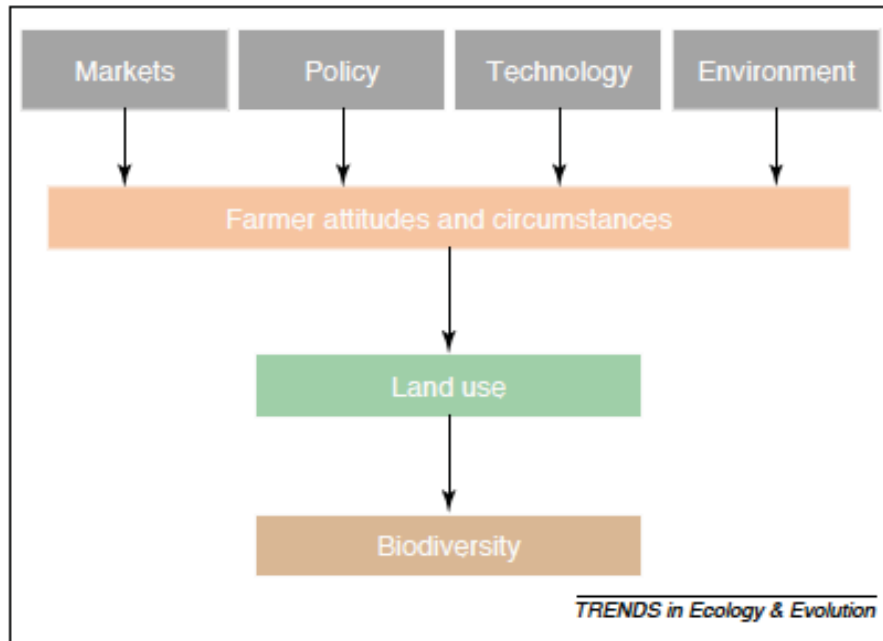 Markets Policy Technology Environment
Farmer attitudes and circumstances
Land use
Biodiversity
TRENDS in Ecology & Evolution